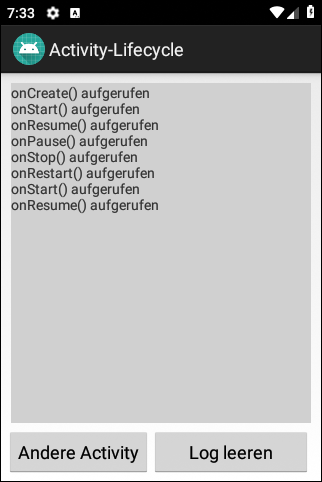 7:33
Activity-Lifecycle
onCreate() aufgerufen
onStart() aufgerufen
onResume() aufgerufen
onPause() aufgerufen
onStop() aufgerufen
onRestart() aufgerufen
onStart() aufgerufen
onResume() aufgerufen
Andere Activity
Log leeren